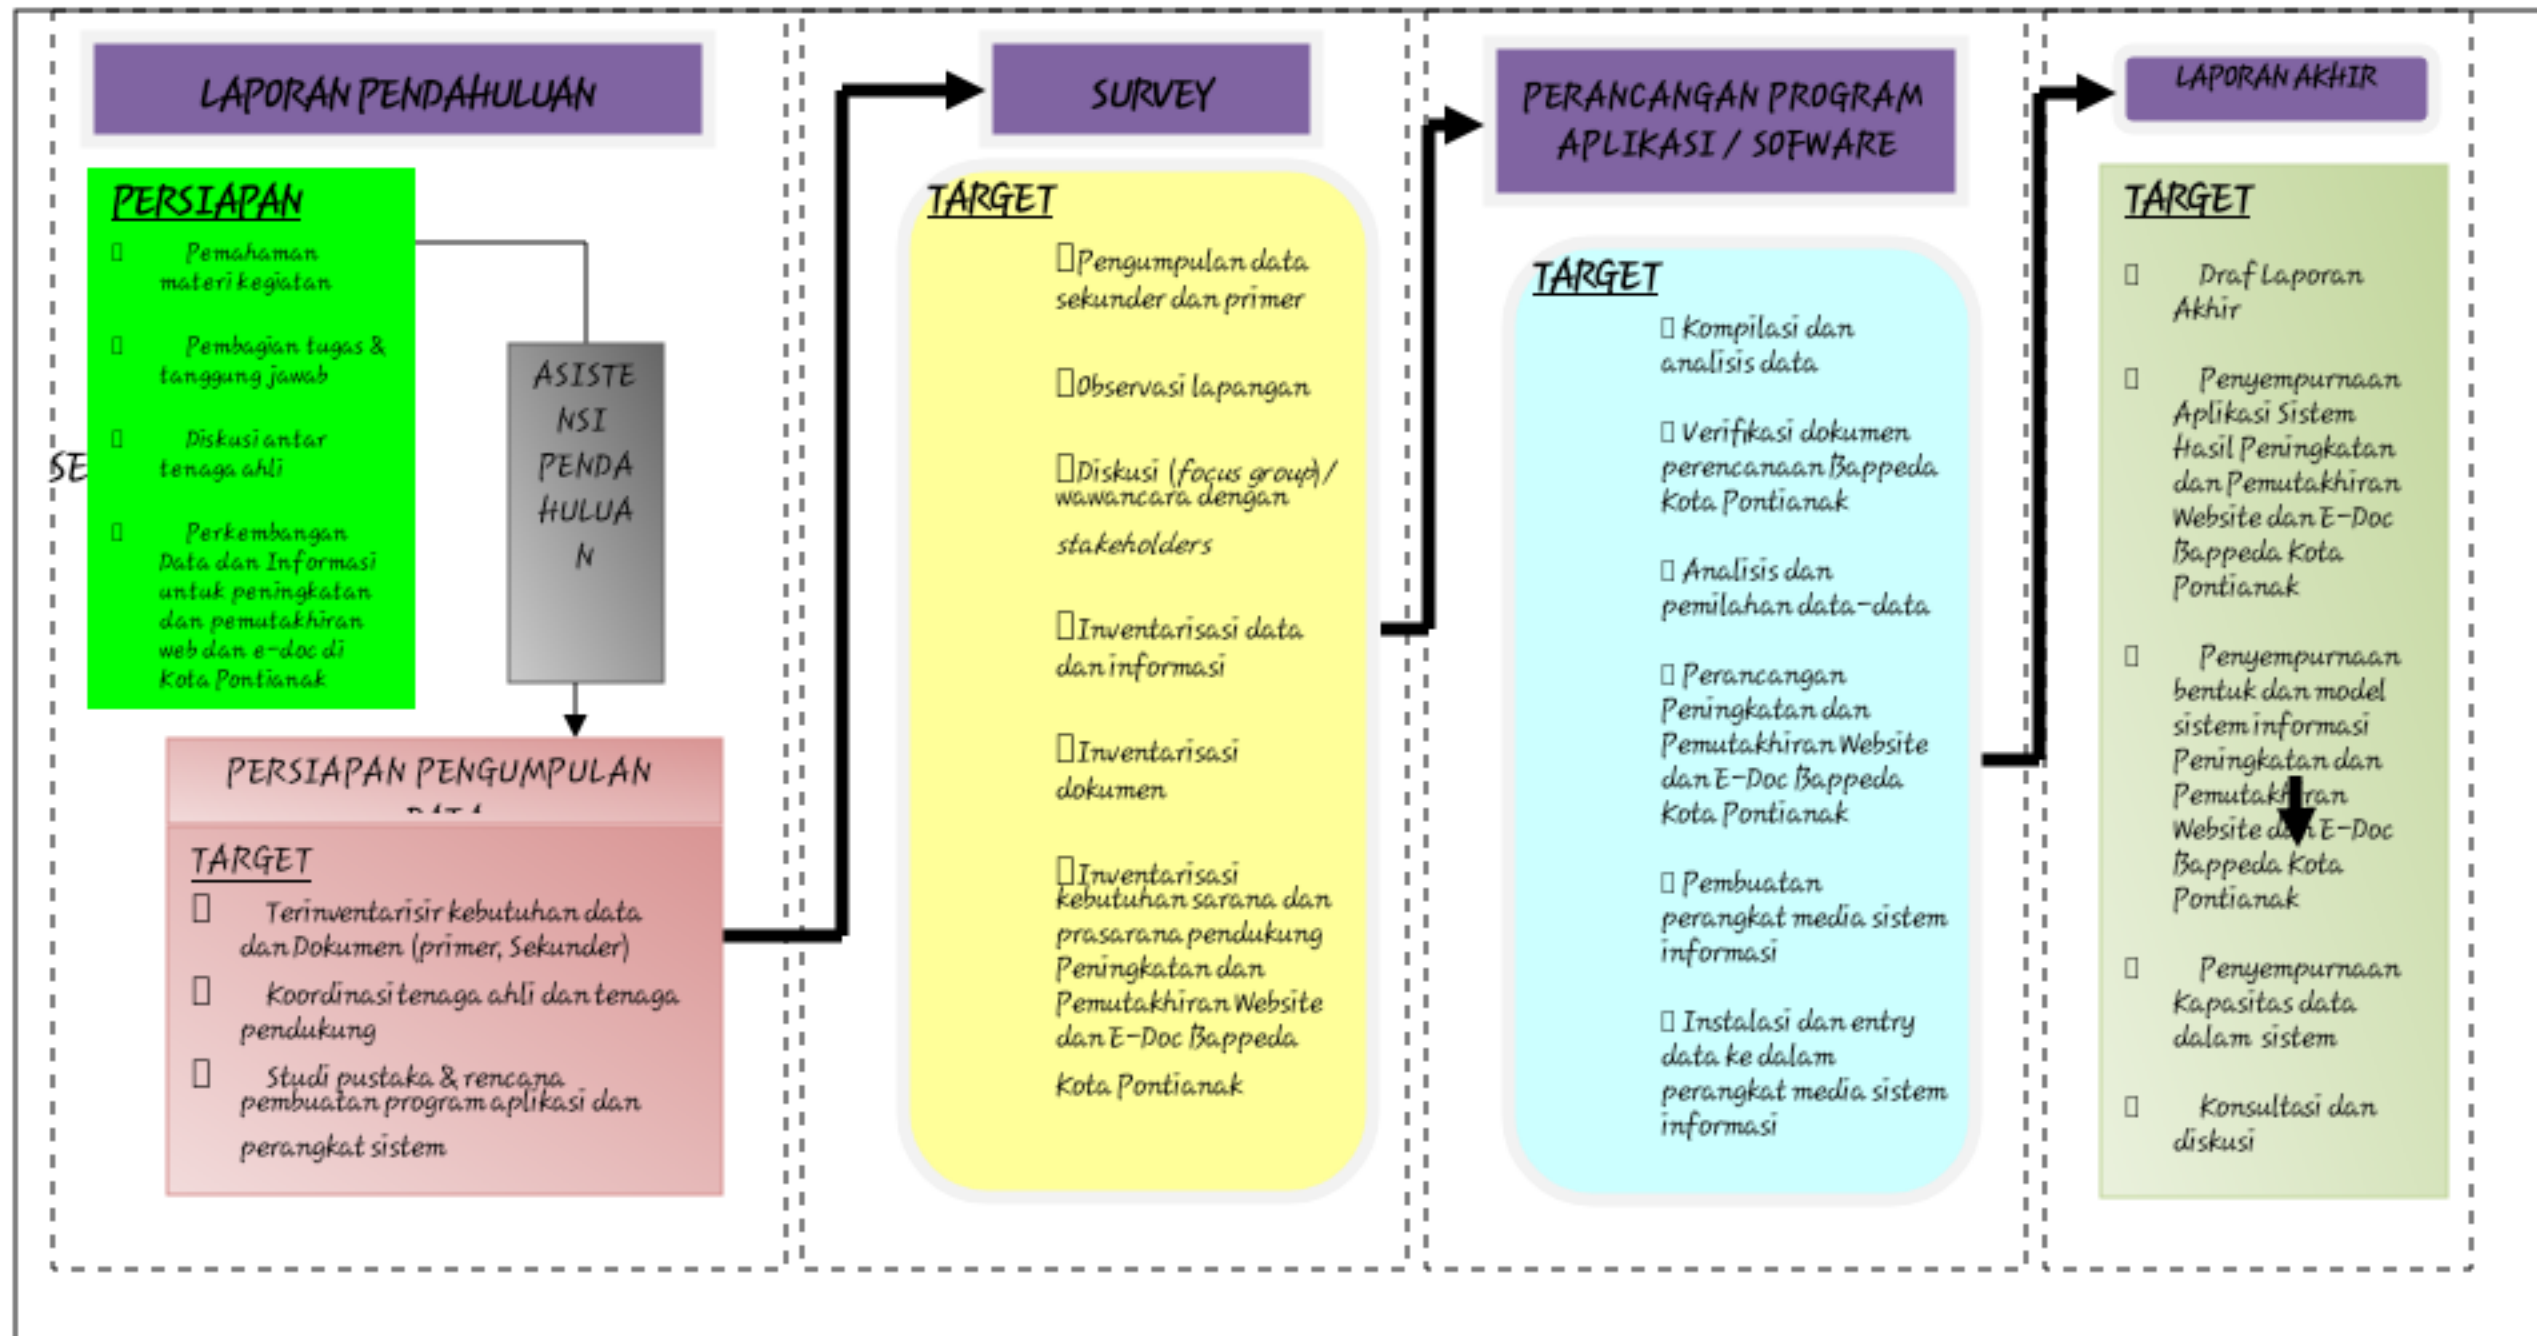 LAPORAN PENDAHULUAN
PERSIAPAN
Pemahaman
materi kegiatan
Pembagian tugas &
tanggung jawab
Diskusi antar
tenaga ahli
Perkembangan
Data dan Informasi
untuk peningkatan
dan pemutakhiran
web dan e-doc di
Kota Pontianak
SE
ASISTE
NSI
PENDA
HULUA
N
PERSIAPAN PENGUMPULAN
TARGET
Terinventarisir kebutuhan data
dan Dokumen (primer, Sekunder)
Koordinasi tenaga ahli dan tenaga
pendukung
Studi pustaka & rencana
pembuatan program aplikasi dan
perangkat sistem
SURVEY
TARGET
Pengumpulan data
sekunder dan primer
Observasi lapangan
Diskusi (focus group)/
wawancara dengan
stakeholders
Inventarisasi data
dan informasi
Inventarisasi
dokumen
Inventarisasi
kebutuhan sarana dan
prasarana pendukung
Peningkatan dan
Pemutakhiran Website
dan E-Doc Bappeda
Kota Pontianak
PERANCANGAN PROGRAM
APLIKASI / SOFWARE
TARGET
Kompilasi dan
analisis data
Verifikasi dokumen
perencanaan Bappeda
Kota Pontianak
Analisis dan
pemilahan data-data
Perancangan
Peningkatan dan
Pemutakhiran Website
dan E-Doc Bappeda
Kota Pontianak
Pembuatan
perangkat media sistem
informasi
Instalasi dan entry
data ke dalam
perangkat media sistem
informasi
LAPORAN AKHIR
TARGET
Draf Laporan
Akhir
Penyempurnaan
Aplikasi Sistem
Hasil Peningkatan
dan Pemutakhiran
Website dan E-Doc
Bappeda Kota
Pontianak
Penyempurnaan
bentuk dan model
sistem informasi
Peningkatan dan
Pemutakhiran
Website dan E-Doc
Bappeda Kota
Pontianak
Penyempurnaan
Kapasitas data
dalam sistem
Konsultasi dan
diskusi